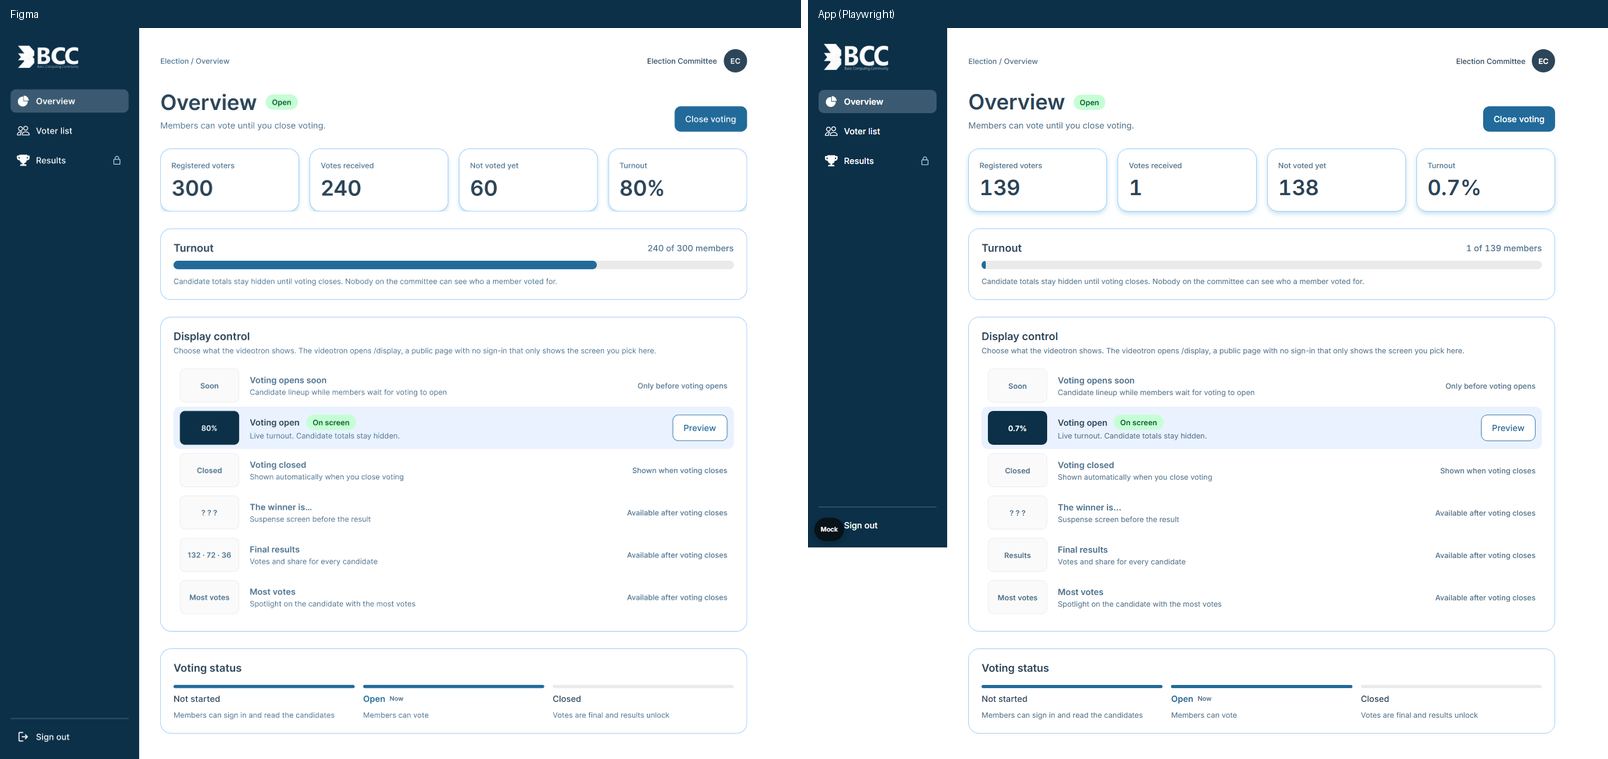 Figma
BCC
Overview
Voter list
Results
Sign out
Election / Overview
Election Committee
EC
Overview
Open
Members can vote until you close voting.
Close voting
Registered voters
300
Votes received
240
Not voted yet
60
Turnout
80%
Turnout
240 of 300 members
Candidate totals stay hidden until voting closes. Nobody on the committee can see who a member voted for.
Display control
Choose what the videotron shows. The videotron opens /display, a public page with no sign-in that only shows the screen you pick here.
Soon
Voting opens soon
Candidate lineup while members wait for voting to open
Only before voting opens
80%
Voting open
On screen
Live turnout. Candidate totals stay hidden.
Preview
Closed
Voting closed
Shown automatically when you close voting
Shown when voting closes
? ? ?
The winner is...
Suspense screen before the result
Available after voting closes
132 · 72 · 36
Final results
Votes and share for every candidate
Available after voting closes
Most votes
Most votes
Spotlight on the candidate with the most votes
Available after voting closes
Voting status
Not started
Members can sign in and read the candidates
Open Now
Members can vote
Closed
Votes are final and results unlock
App (Playwright)
BCC
Overview
Voter list
Results
Mock
Sign out
Election / Overview
Election Committee
EC
Overview
Open
Members can vote until you close voting.
Close voting
Registered voters
139
Votes received
1
Not voted yet
138
Turnout
0.7%
Turnout
1 of 139 members
Candidate totals stay hidden until voting closes. Nobody on the committee can see who a member voted for.
Display control
Choose what the videotron shows. The videotron opens /display, a public page with no sign-in that only shows the screen you pick here.
Soon
Voting opens soon
Candidate lineup while members wait for voting to open
Only before voting opens
0.7%
Voting open
On screen
Live turnout. Candidate totals stay hidden.
Preview
Closed
Voting closed
Shown automatically when you close voting
Shown when voting closes
? ? ?
The winner is...
Suspense screen before the result
Available after voting closes
Results
Final results
Votes and share for every candidate
Available after voting closes
Most votes
Most votes
Spotlight on the candidate with the most votes
Available after voting closes
Voting status
Not started
Members can sign in and read the candidates
Open Now
Members can vote
Closed
Votes are final and results unlock